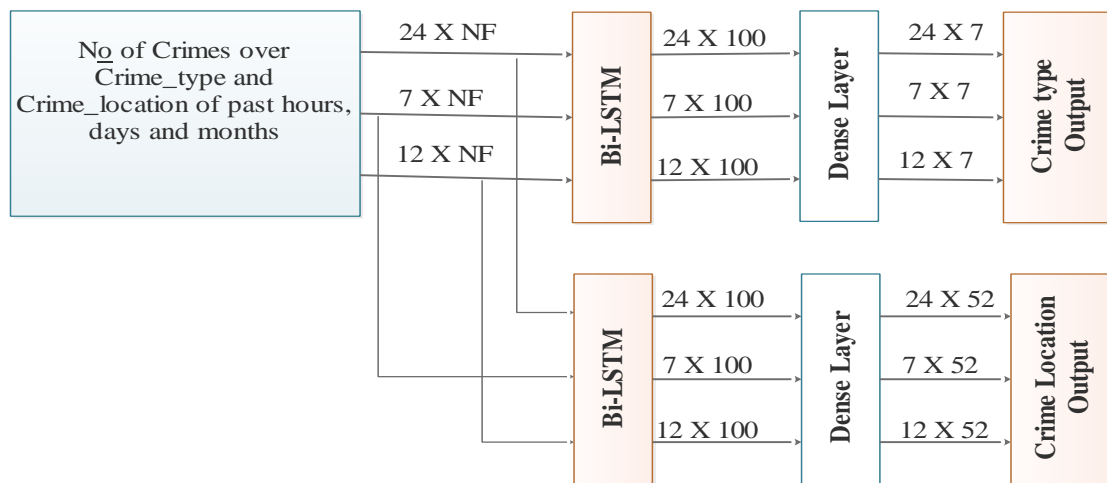 No of Crimes over
Crime_type and
Crime_location of past hours,
days and months
24 X NF
7 X NF
12 X NF
Bi-LSTM
24 X 100
7 X 100
12 X 100
Dense Layer
24 X 7
7 X 7
12 X 7
Crime type
Output
Bi-LSTM
24 X 100
7 X 100
12 X 100
Dense Layer
24 X 52
7 X 52
12 X 52
Crime Location
Output